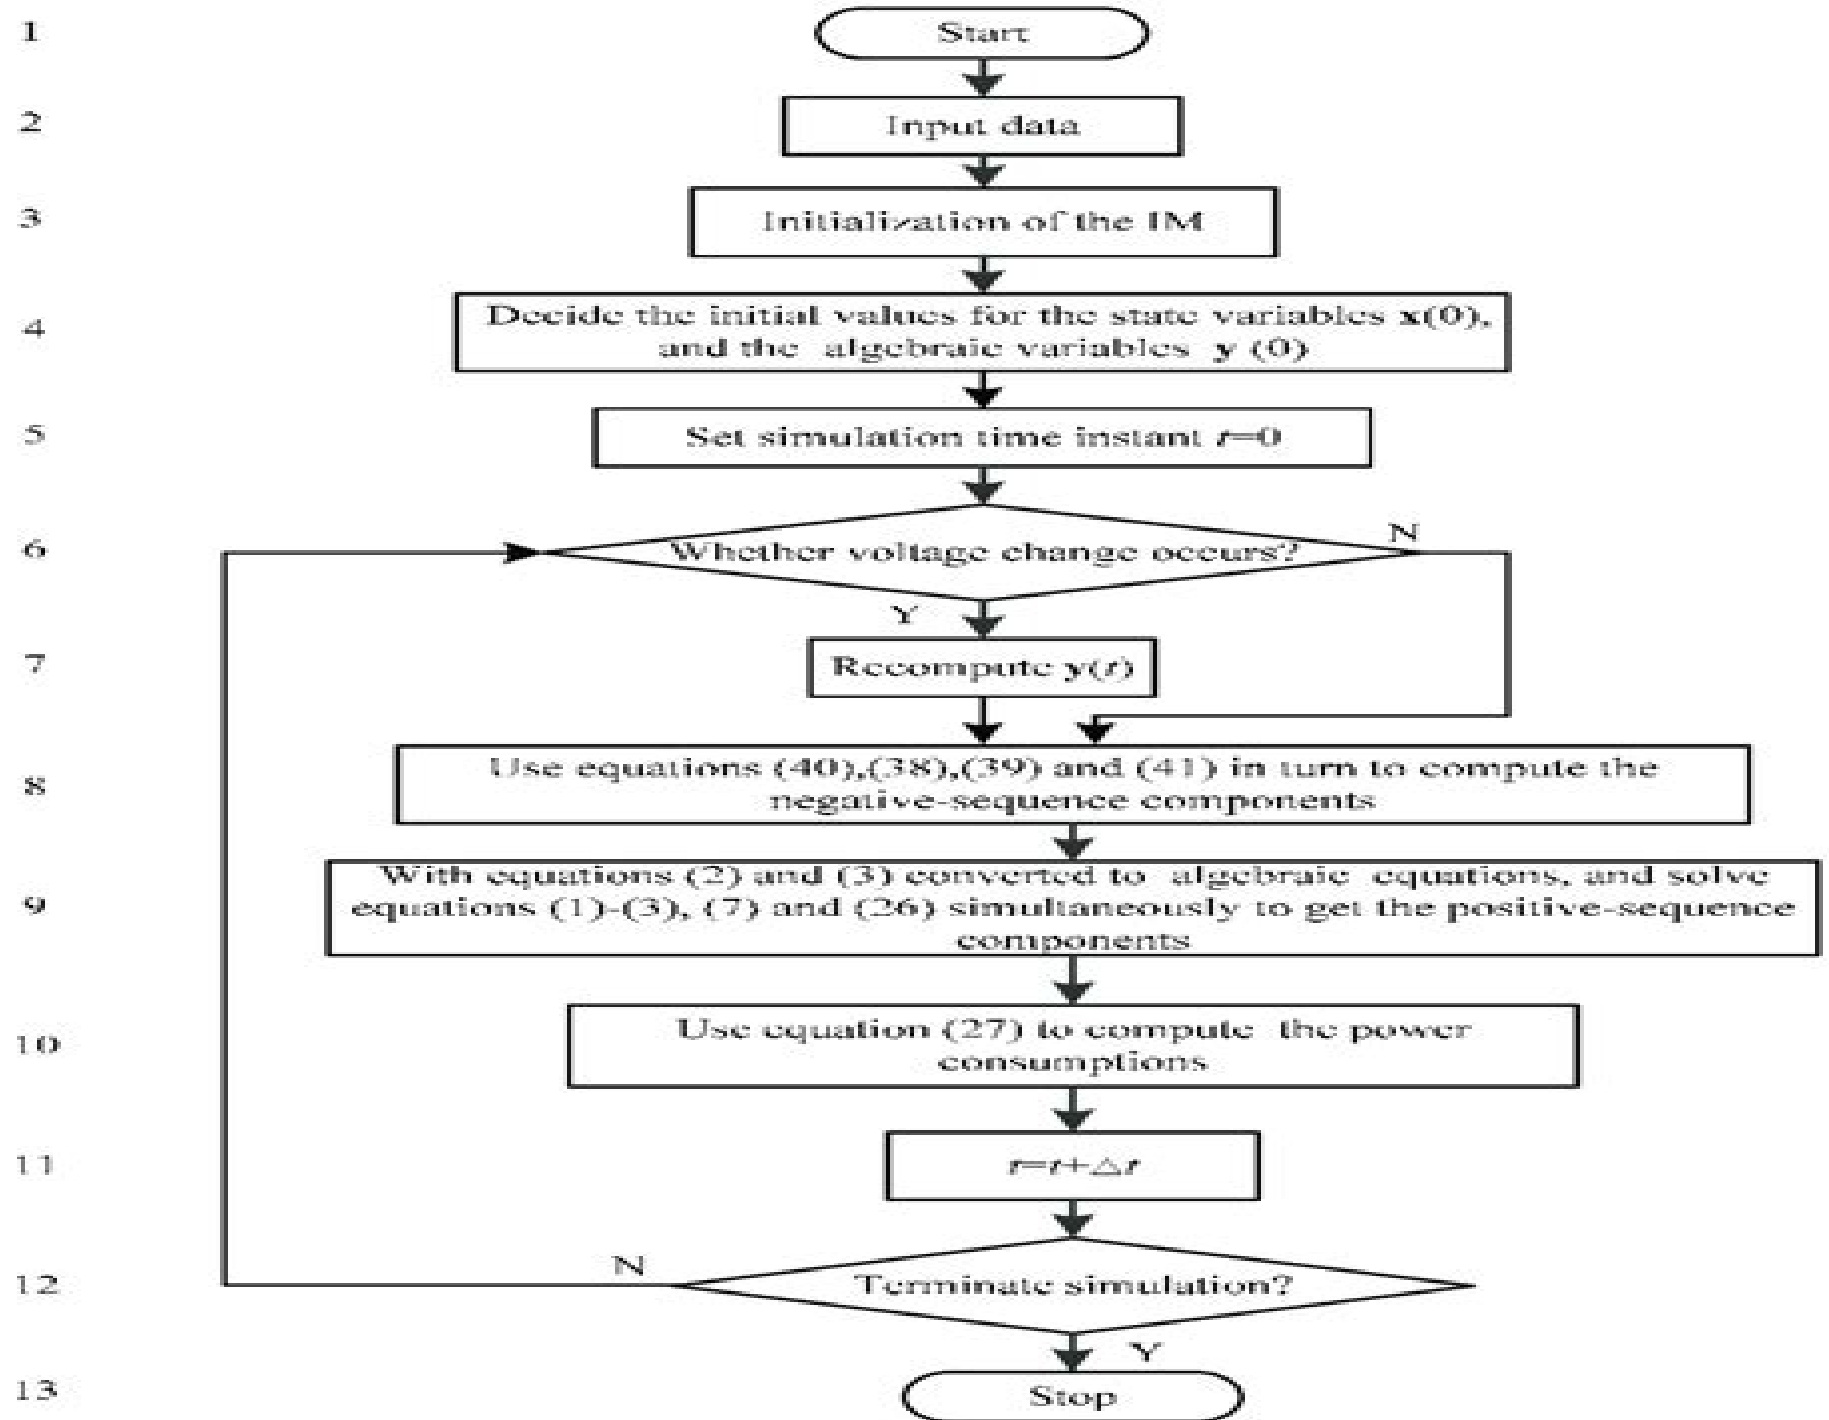 1
Start
2
Input data
3
Initialization of the IM
4
Decide the initial values for the state variables x(0),
and the algebraic variables y (0)
5
Set simulation time instant t=0
6
Whether voltage change occurs?
N
Y
7
Recompute y(t)
8
Use equations (40),(38),(39) and (41) in turn to compute the
negative-sequence components
9
With equations (2) and (3) converted to algebraic equations, and solve
equations (1)-(3), (7) and (26) simultaneously to get the positive-sequence
components
10
Use equation (27) to compute the power
consumptions
11
t=t+△t
N
12
Terminate simulation?
Y
13
Stop